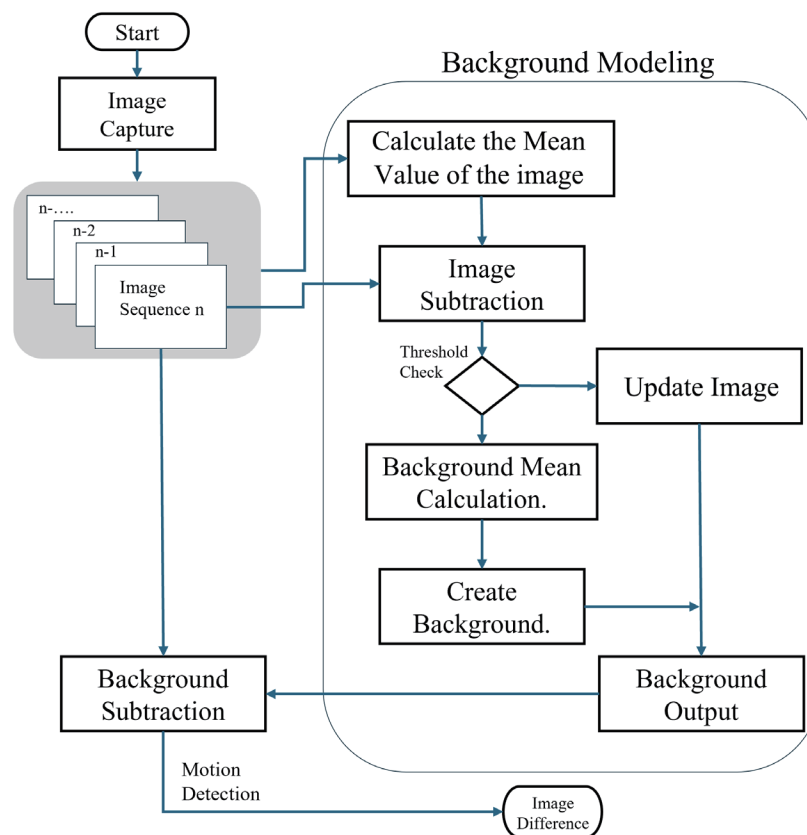 Start
Background Modeling
Image
Capture
Calculate the Mean
Value of the image
n-....
n-2
n-1
Image
Sequence n
Image
Subtraction
Threshold
Check
Update Image
Background Mean
Calculation.
Create
Background.
Background
Subtraction
Background
Output
Motion
Detection
Image
Difference